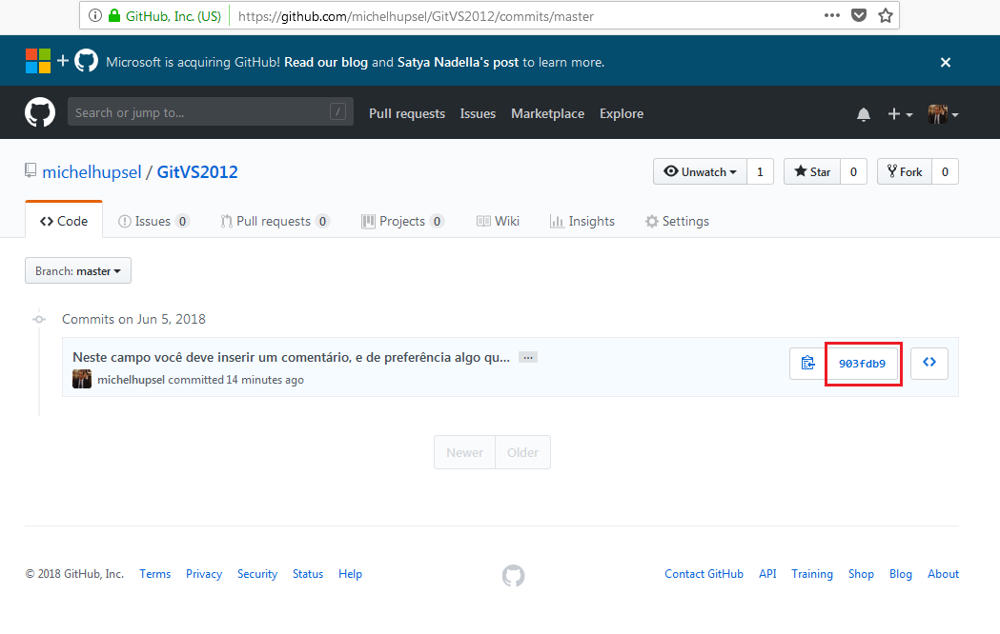 GitHub, Inc. (US) https://github.com/michelhupsel/GitVS2012/commits/master
+ Microsoft is acquiring GitHub! Read our blog and Satya Nadella's post to learn more.
Search or jump to... / Pull requests Issues Marketplace Explore
michelhupsel / GitVS2012 Unwatch 1 Star 0 Fork 0
Code Issues 0 Pull requests 0 Projects 0 Wiki Insights Settings
Branch: master
Commits on Jun 5, 2018
Neste campo você deve inserir um comentário, e de preferência algo qu... ...
903fdb9
michelhupsel committed 14 minutes ago
Newer Older
© 2018 GitHub, Inc. Terms Privacy Security Status Help Contact GitHub API Training Shop Blog About